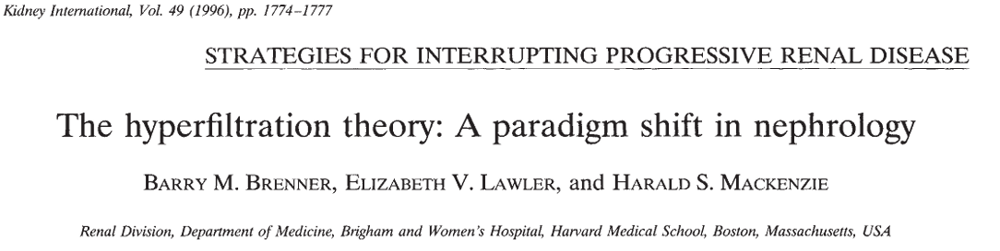 Kidney International, Vol. 49 (1996), pp. 1774–1777
STRATEGIES FOR INTERRUPTING PROGRESSIVE RENAL DISEASE
The hyperfiltration theory: A paradigm shift in nephrology
BARRY M. BRENNER, ELIZABETH V. LAWLER, and HARALD S. MACKENZIE
Renal Division, Department of Medicine, Brigham and Women's Hospital, Harvard Medical School, Boston, Massachusetts, USA